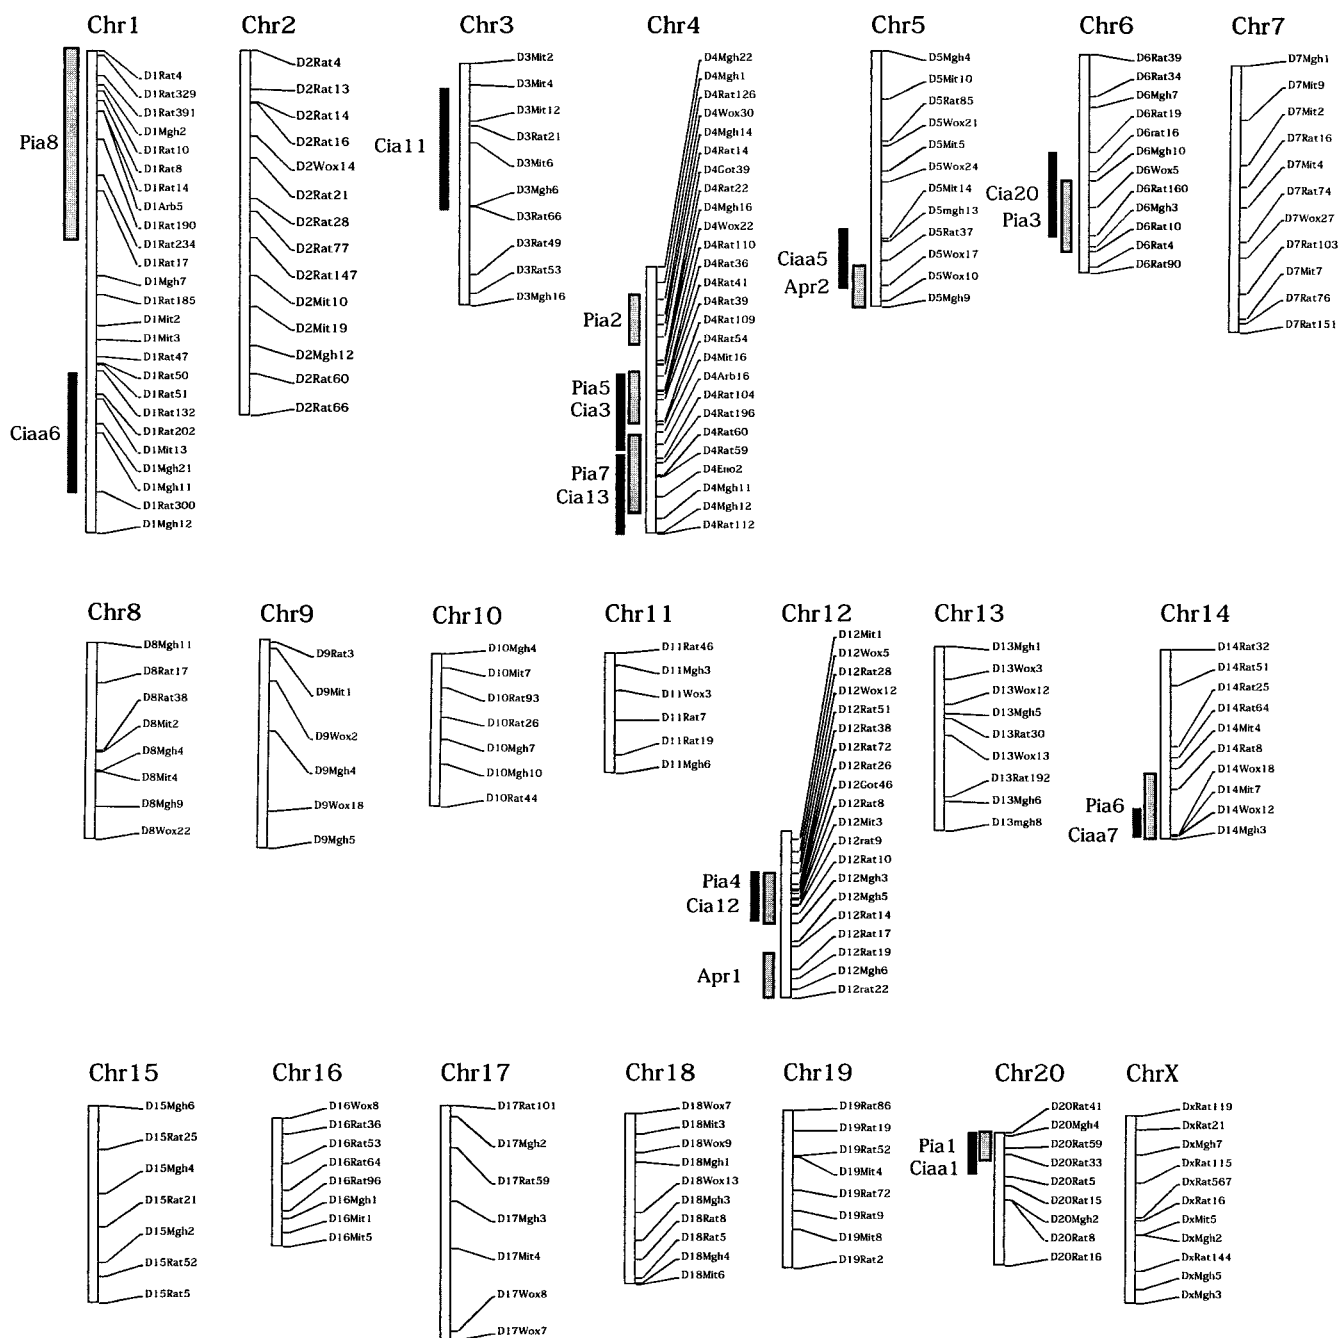 Chr1
Pia8
Ciaa6
D1Rat4
D1Rat329
D1Rat391
D1Mgh2
D1Rat10
D1Rat8
D1Rat14
D1Arb5
D1Rat190
D1Rat234
D1Rat17
D1Mgh7
D1Rat185
D1Mit2
D1Mit3
D1Rat47
D1Rat50
D1Rat51
D1Rat132
D1Rat202
D1Mit13
D1Mgh21
D1Mgh11
D1Rat300
D1Mgh12
Chr2
D2Rat4
D2Rat13
D2Rat14
D2Rat16
D2Wox14
D2Rat21
D2Rat28
D2Rat77
D2Rat147
D2Mit10
D2Mit19
D2Mgh12
D2Rat60
D2Rat66
Chr3
Cia11
D3Mit2
D3Mit4
D3Mit12
D3Rat21
D3Mit6
D3Mgh6
D3Rat66
D3Rat49
D3Rat53
D3Mgh16
Chr4
Pia2
Pia5
Cia3
Pia7
Cia13
D4Mgh22
D4Mgh1
D4Rat126
D4Wox30
D4Mgh14
D4Rat14
D4Got39
D4Rat22
D4Mgh16
D4Wox22
D4Rat110
D4Rat36
D4Rat41
D4Rat39
D4Rat109
D4Rat54
D4Mit16
D4Arb16
D4Rat104
D4Rat196
D4Rat60
D4Rat59
D4Eno2
D4Mgh11
D4Mgh12
D4Rat112
Chr5
Ciaa5
Apr2
D5Mgh4
D5Mit10
D5Rat85
D5Wox21
D5Mit5
D5Wox24
D5Mit14
D5mgh13
D5Rat37
D5Wox17
D5Wox10
D5Mgh9
Chr6
Cia20
Pia3
D6Rat39
D6Rat34
D6Mgh7
D6Rat19
D6rat16
D6Mgh10
D6Wox5
D6Rat160
D6Mgh3
D6Rat10
D6Rat4
D6Rat90
Chr7
D7Mgh1
D7Mit9
D7Mit2
D7Rat16
D7Mit4
D7Rat74
D7Wox27
D7Rat103
D7Mit7
D7Rat76
D7Rat151
Chr8
D8Mgh11
D8Rat17
D8Rat38
D8Mit2
D8Mgh4
D8Mit4
D8Mgh9
D8Wox22
Chr9
D9Rat3
D9Mit1
D9Wox2
D9Mgh4
D9Wox18
D9Mgh5
Chr10
D10Mgh4
D10Mit7
D10Rat93
D10Rat26
D10Mgh7
D10Mgh10
D10Rat44
Chr11
D11Rat46
D11Mgh3
D11Wox3
D11Rat7
D11Rat19
D11Mgh6
Chr12
Pia4
Cia12
Apr1
D12Mit1
D12Wox5
D12Rat28
D12Wox12
D12Rat51
D12Rat38
D12Rat72
D12Rat26
D12Got46
D12Rat8
D12Mit3
D12rat9
D12Rat10
D12Mgh3
D12Mgh5
D12Rat14
D12Rat17
D12Rat19
D12Mgh6
D12rat22
Chr13
D13Mgh1
D13Wox3
D13Wox12
D13Mgh5
D13Rat30
D13Wox13
D13Rat192
D13Mgh6
D13mgh8
Chr14
Pia6
Ciaa7
D14Rat32
D14Rat51
D14Rat25
D14Rat64
D14Mit4
D14Rat8
D14Wox18
D14Mit7
D14Wox12
D14Mgh3
Chr15
D15Mgh6
D15Rat25
D15Mgh4
D15Rat21
D15Mgh2
D15Rat52
D15Rat5
Chr16
D16Wox8
D16Rat36
D16Rat53
D16Rat64
D16Rat96
D16Mgh1
D16Mit1
D16Mit5
Chr17
D17Rat101
D17Mgh2
D17Rat59
D17Mgh3
D17Mit4
D17Wox8
D17Wox7
Chr18
D18Wox7
D18Mit3
D18Wox9
D18Mgh1
D18Wox13
D18Mgh3
D18Rat8
D18Rat5
D18Mgh4
D18Mit6
Chr19
D19Rat86
D19Rat19
D19Rat52
D19Mit4
D19Rat72
D19Rat9
D19Mit8
D19Rat2
Chr20
Pia1
Ciaa1
D20Rat41
D20Mgh4
D20Rat59
D20Rat33
D20Rat5
D20Rat15
D20Mgh2
D20Rat8
D20Rat16
ChrX
DxRat119
DxRat21
DxMgh7
DxRat115
DxRat567
DxRat16
DxMit5
DxMgh2
DxRat144
DxMgh5
DxMgh3